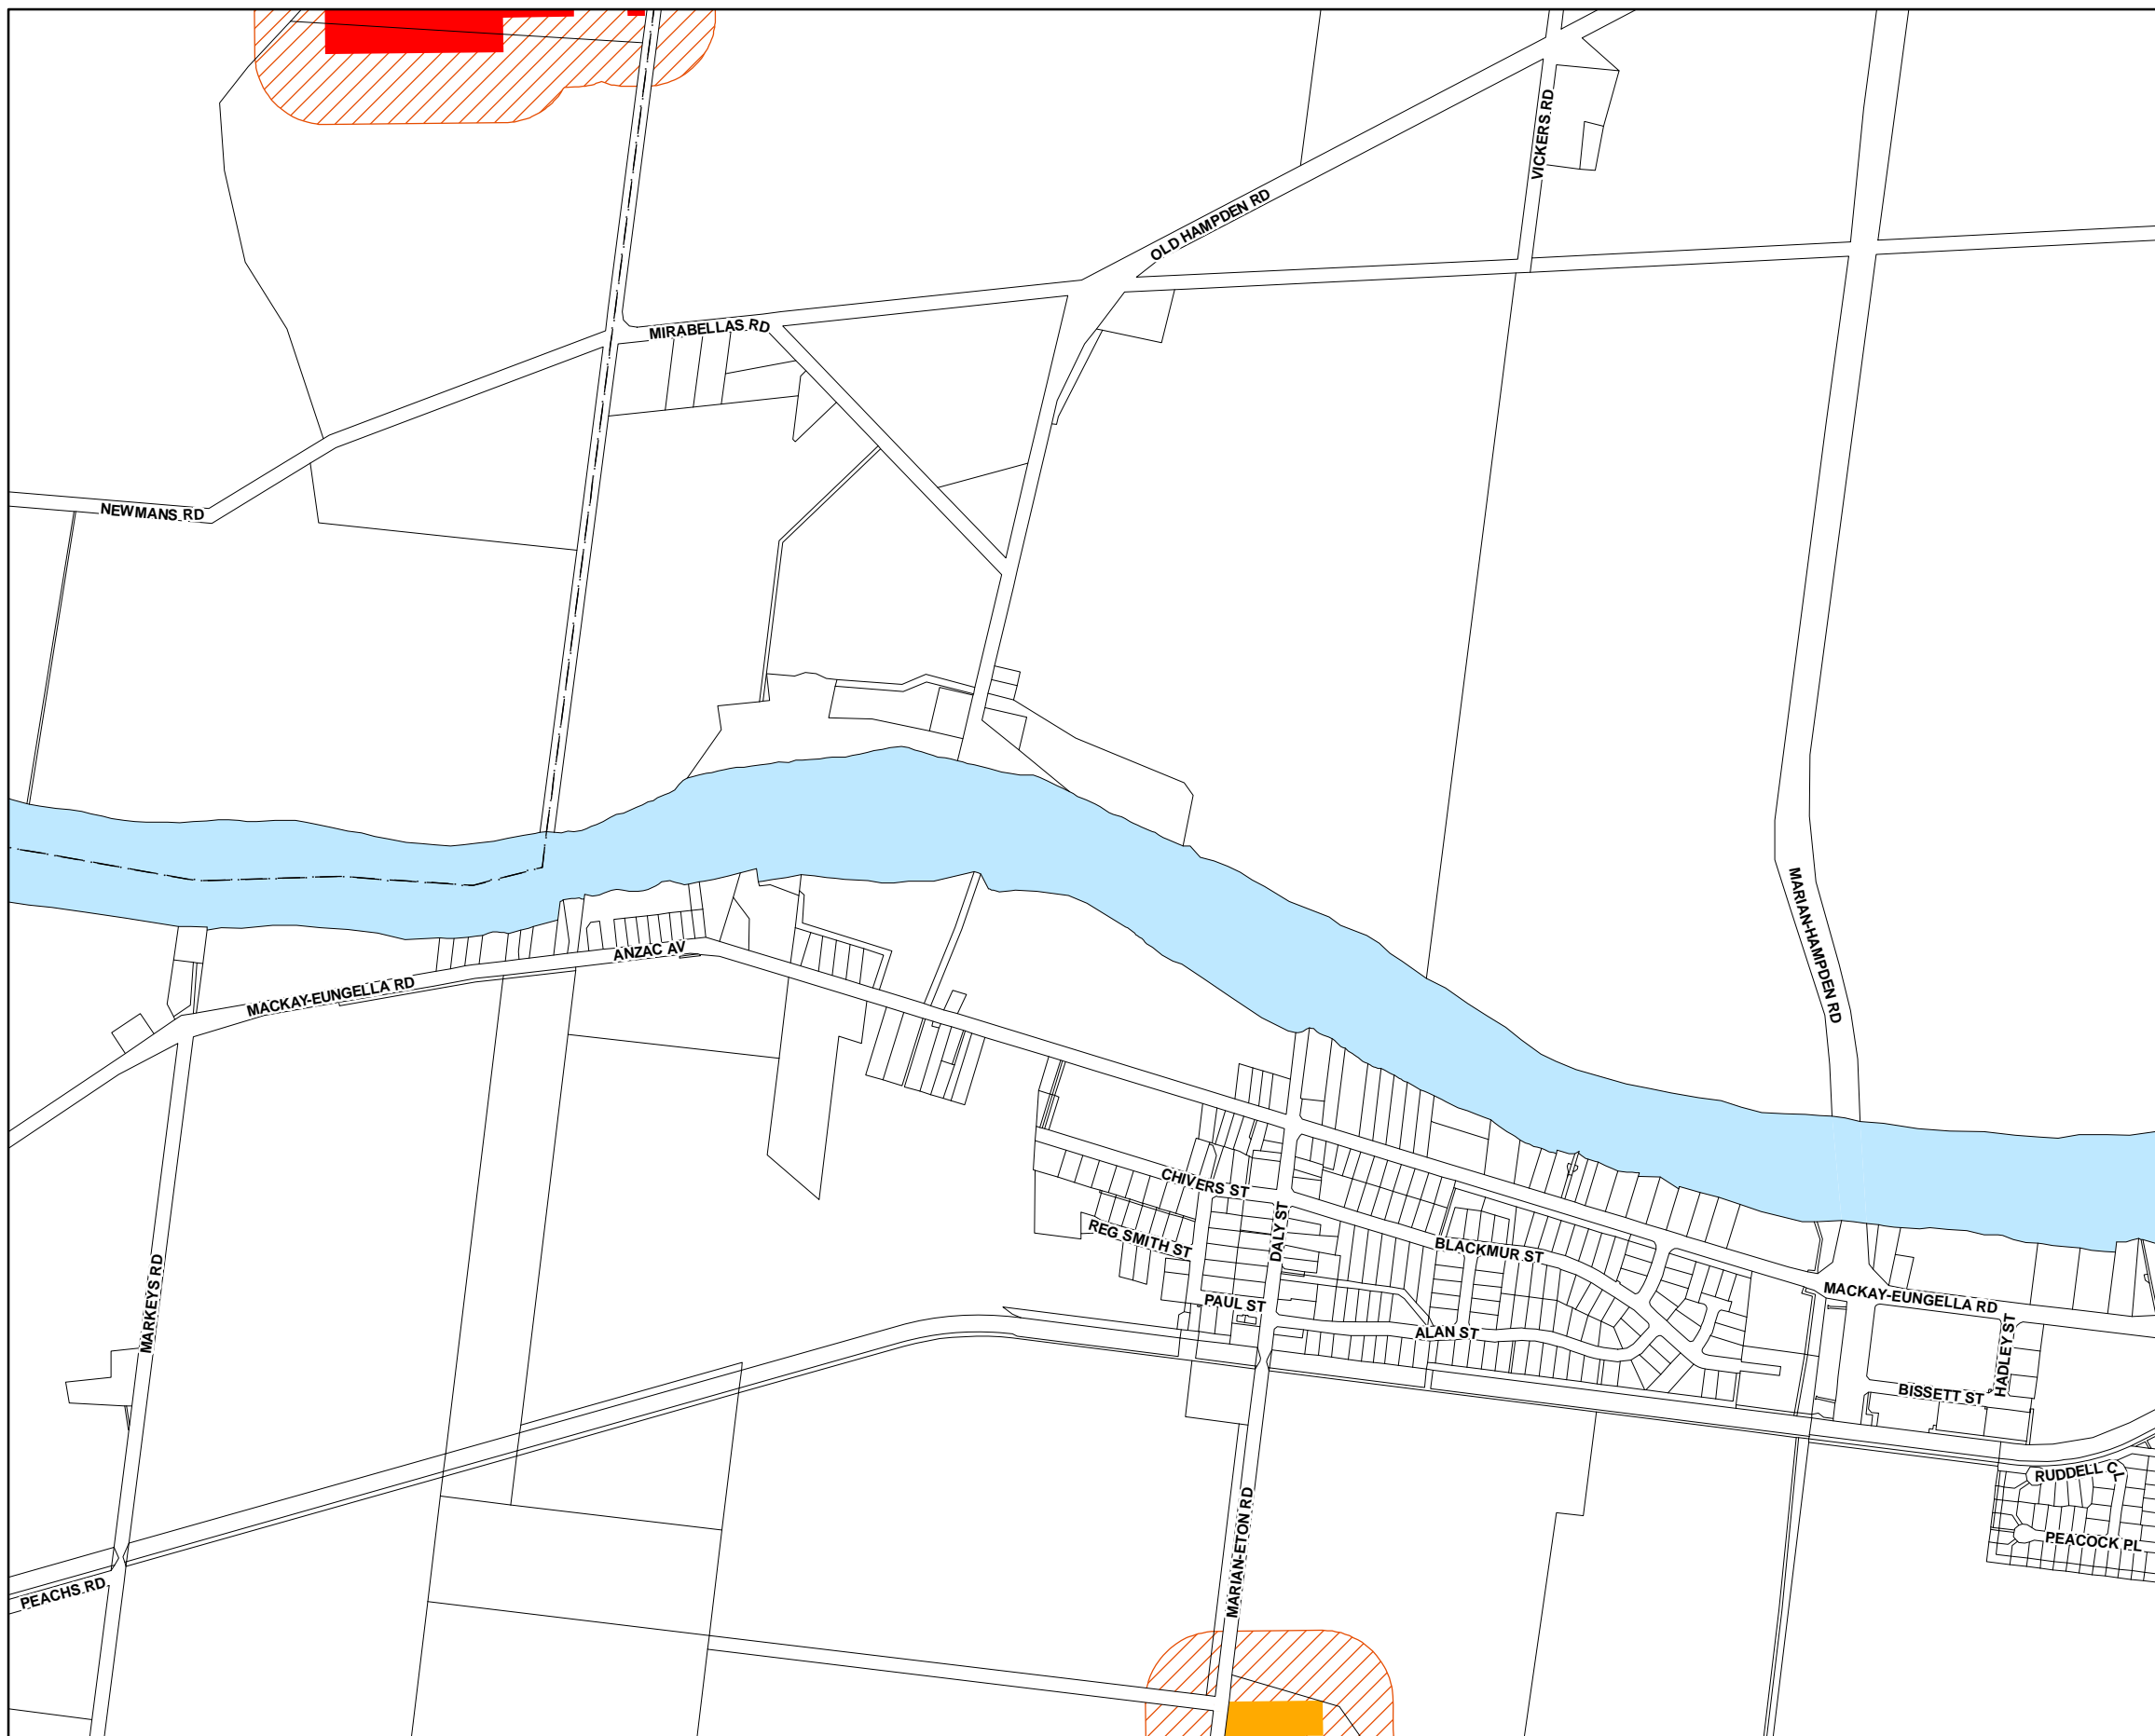 VICKERS RD
OLD HAMPDEN RD
MIRABELLAS RD
NEWMANS RD
MARIAN-HAMPDEN RD
ANZAC AV
MACKAY-EUNGELLA RD
CHIVERS ST
REG SMITH ST
DALY ST
BLACKMUR ST
MARKEYS RD
PAUL ST
ALAN ST
MACKAY-EUNGELLA RD
HADLEY ST
BISSETT ST
RUDDELL CL
MARIAN-ETON RD
PEACOCK PL
PEACHS RD